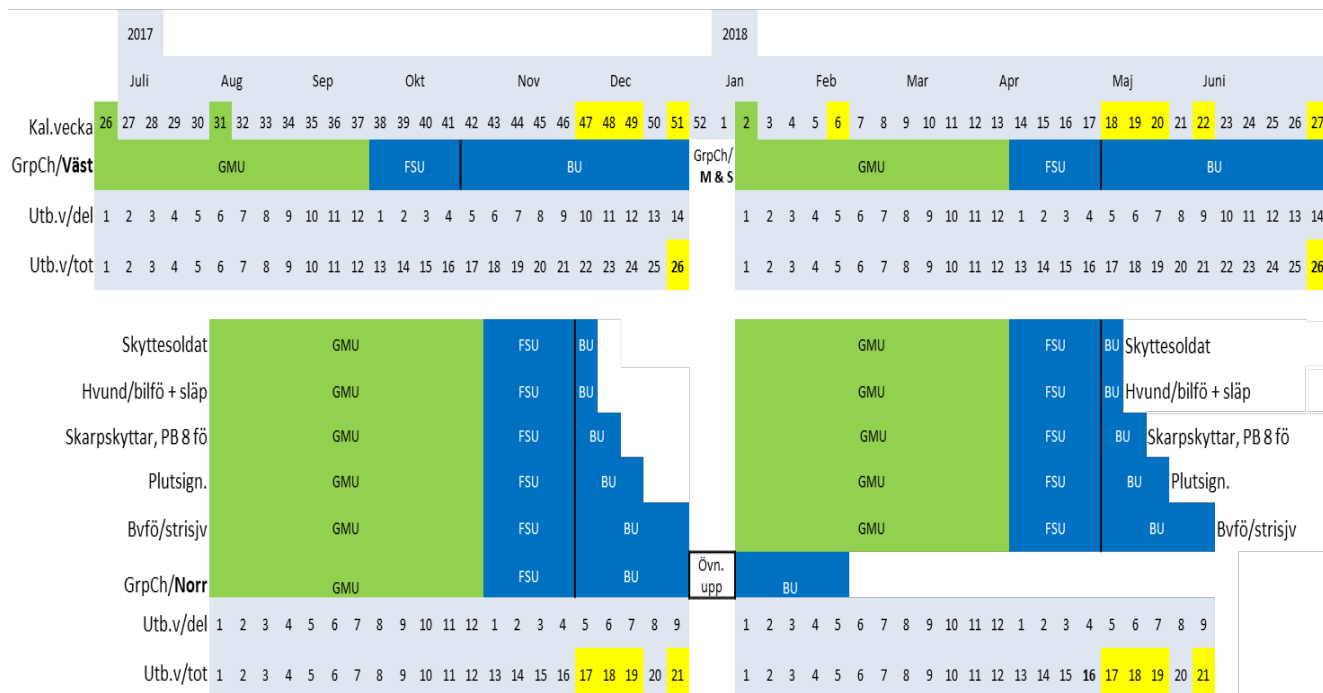 2017 2018
Juli Aug Sep Okt Nov Dec Jan Feb Mar Apr Maj Juni
Kal.vecka 26 27 28 29 30 31 32 33 34 35 36 37 38 39 40 41 42 43 44 45 46 47 48 49 50 51 52 1 2 3 4 5 6 7 8 9 10 11 12 13 14 15 16 17 18 19 20 21 22 23 24 25 26 27
GrpCh/Väst GMU FSU BU GrpCh/ M & S GMU FSU BU
Utb.v/del 1 2 3 4 5 6 7 8 9 10 11 12 1 2 3 4 5 6 7 8 9 10 11 12 13 14 1 2 3 4 5 6 7 8 9 10 11 12 1 2 3 4 5 6 7 8 9 10 11 12 13 14
Utb.v/tot 1 2 3 4 5 6 7 8 9 10 11 12 13 14 15 16 17 18 19 20 21 22 23 24 25 26 1 2 3 4 5 6 7 8 9 10 11 12 13 14 15 16 17 18 19 20 21 22 23 24 25 26
Skyttesoldat GMU FSU BU GMU FSU BU Skyttesoldat
Hvund/bilfö + släp GMU FSU BU GMU FSU BU Hvund/bilfö + släp
Skarpskyttar, PB 8 fö GMU FSU BU GMU FSU BU Skarpskyttar, PB 8 fö
Plutsign. GMU FSU BU GMU FSU BU Plutsign.
Bvfö/strisjv GMU FSU BU GMU FSU BU Bvfö/strisjv
GrpCh/Norr GMU FSU BU Övn. upp BU
Utb.v/del 1 2 3 4 5 6 7 8 9 10 11 12 1 2 3 4 5 6 7 8 9 1 2 3 4 5 6 7 8 9 10 11 12 1 2 3 4 5 6 7 8 9
Utb.v/tot 1 2 3 4 5 6 7 8 9 10 11 12 13 14 15 16 17 18 19 20 21 1 2 3 4 5 6 7 8 9 10 11 12 13 14 15 16 17 18 19 20 21